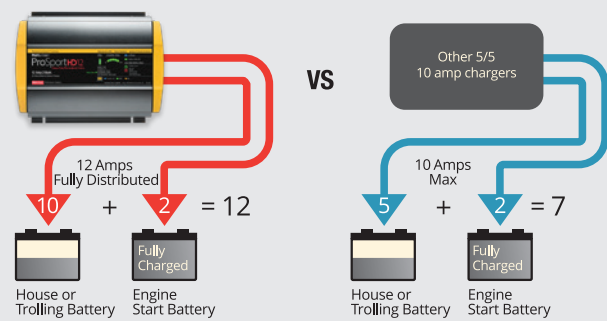 ProSportHD12
VS
Other 5/5
10 amp chargers
12 Amps
Fully Distributed
10 + 2 = 12
Fully
Charged
House or
Trolling Battery
Engine
Start Battery
10 Amps
Max
5 + 2 = 7
Fully
Charged
House or
Trolling Battery
Engine
Start Battery